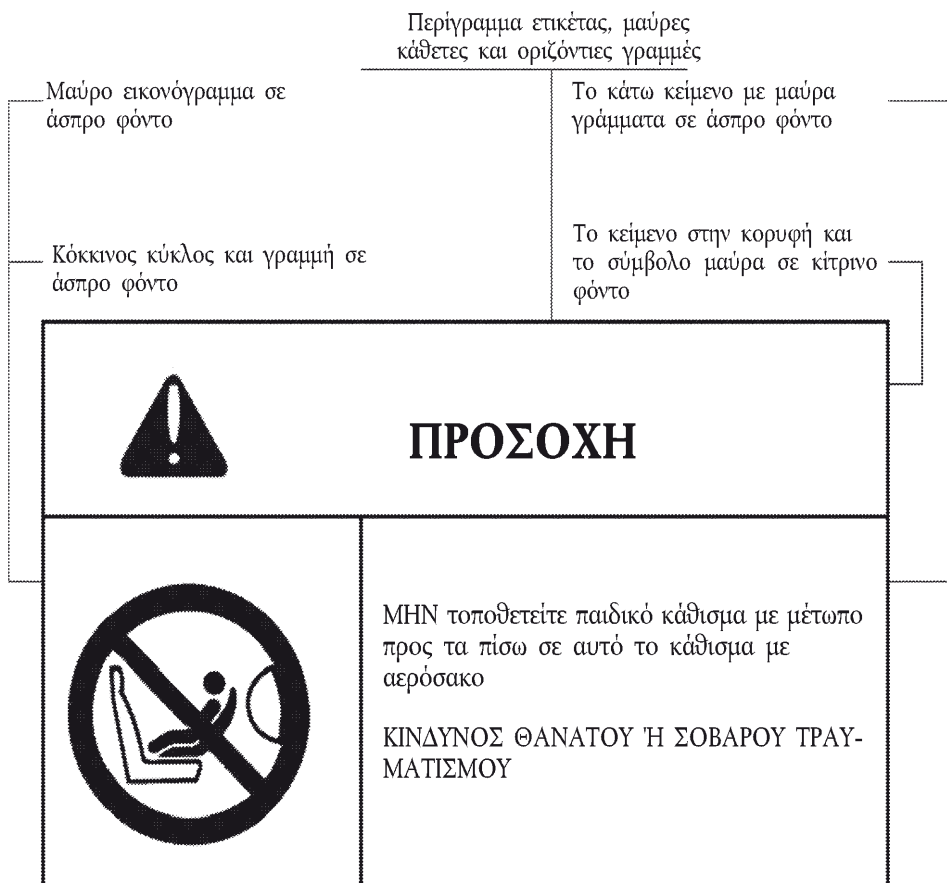 Περίγραμμα ετικέτας, μαύρες
κάθετες και οριζόντιες γραμμές
Μαύρο εικονόγραμμα σε
άσπρο φόντο
Το κάτω κείμενο με μαύρα
γράμματα σε άσπρο φόντο
Κόκκινος κύκλος και γραμμή σε
άσπρο φόντο
Το κείμενο στην κορυφή και
το σύμβολο μαύρα σε κίτρινο
φόντο
ΠΡΟΣΟΧΗ
ΜΗΝ τοποθετείτε παιδικό κάθισμα με μέτωπο
προς τα πίσω σε αυτό το κάθισμα με
αερόσακο
ΚΙΝΔΥΝΟΣ ΘΑΝΑΤΟΥ Ή ΣΟΒΑΡΟΥ ΤΡΑΥ-
ΜΑΤΙΣΜΟΥ